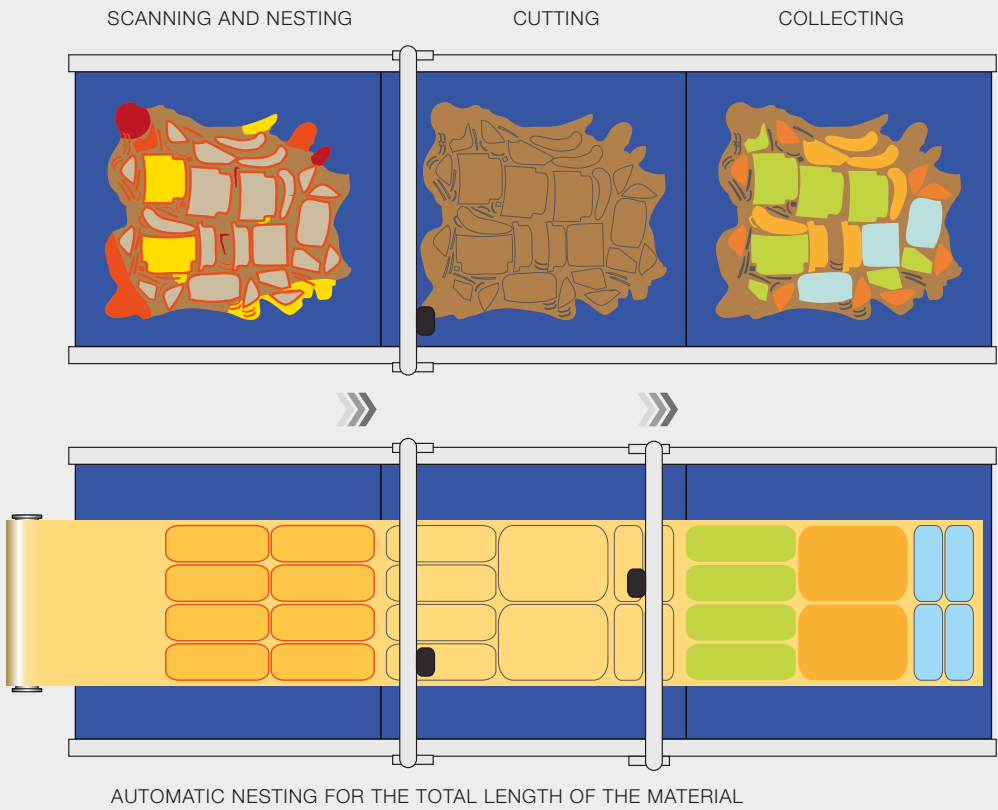 SCANNING AND NESTING
CUTTING
COLLECTING
AUTOMATIC NESTING FOR THE TOTAL LENGTH OF THE MATERIAL